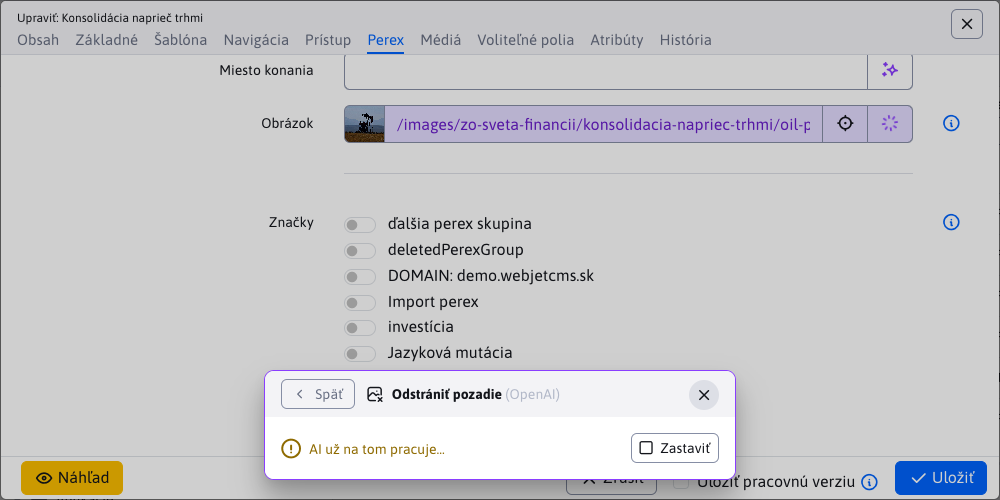 Upraviť: Konsolidácia naprieč trhmi
Obsah Základné Šablóna Navigácia Prístup Perex Médiá Voliteľné polia Atribúty História
Miesto konania
Obrázok /images/zo-sveta-financii/konsolidacia-napriec-trhmi/oil-p
Značky
ďalšia perex skupina
deletedPerexGroup
DOMAIN: demo.webjetcms.sk
Import perex
investícia
Jazyková mutácia
Späť Odstrániť pozadie (OpenAI)
AI už na tom pracuje...
Zastaviť
Náhľad Zrušiť Uložiť pracovnú verziu Uložiť